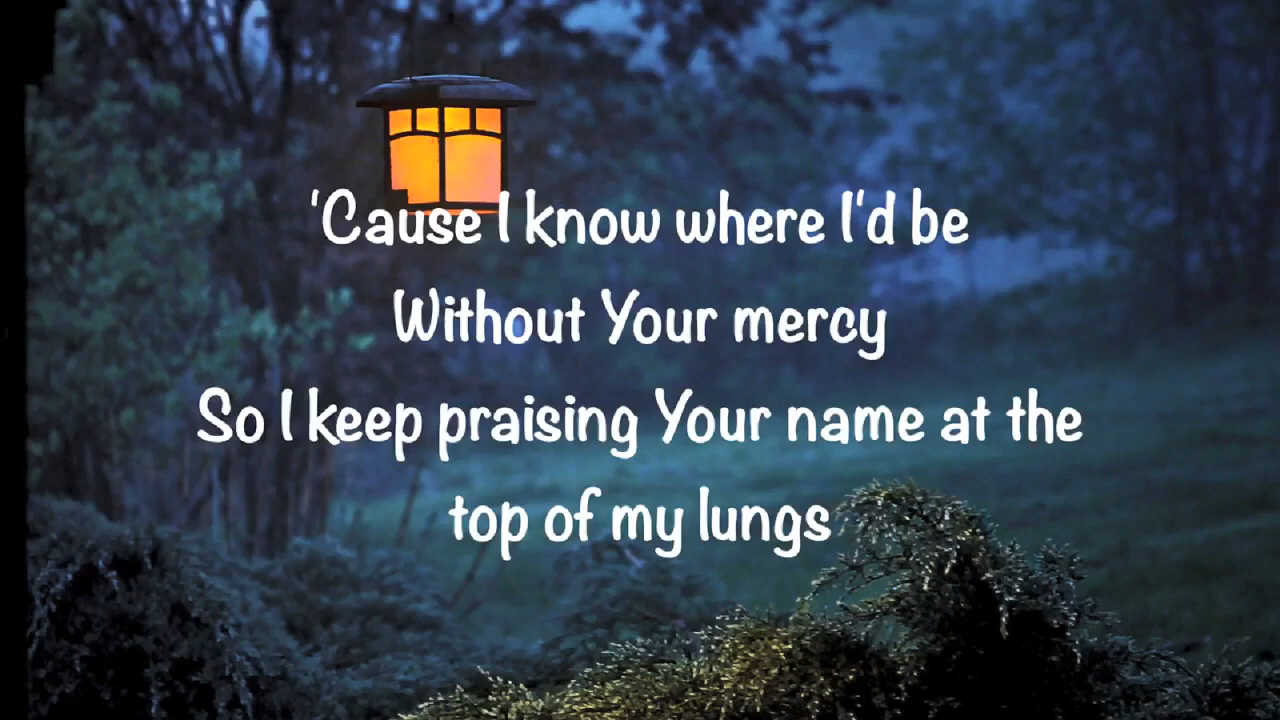 'Cause I know where I'd be
Without Your mercy
So I keep praising Your name at the
top of my lungs